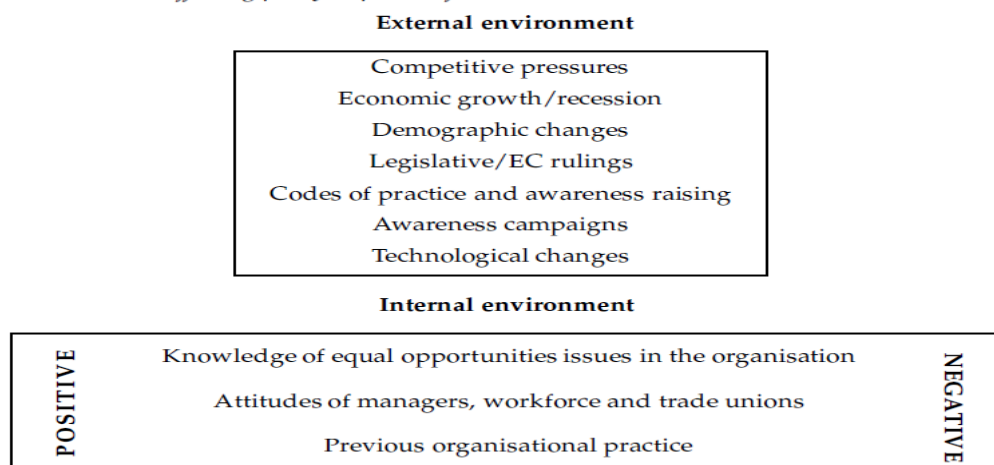 External environment
Competitive pressures
Economic growth/recession
Demographic changes
Legislative/EC rulings
Codes of practice and awareness raising
Awareness campaigns
Technological changes
Internal environment
POSITIVE
Knowledge of equal opportunities issues in the organisation
Attitudes of managers, workforce and trade unions
Previous organisational practice
NEGATIVE